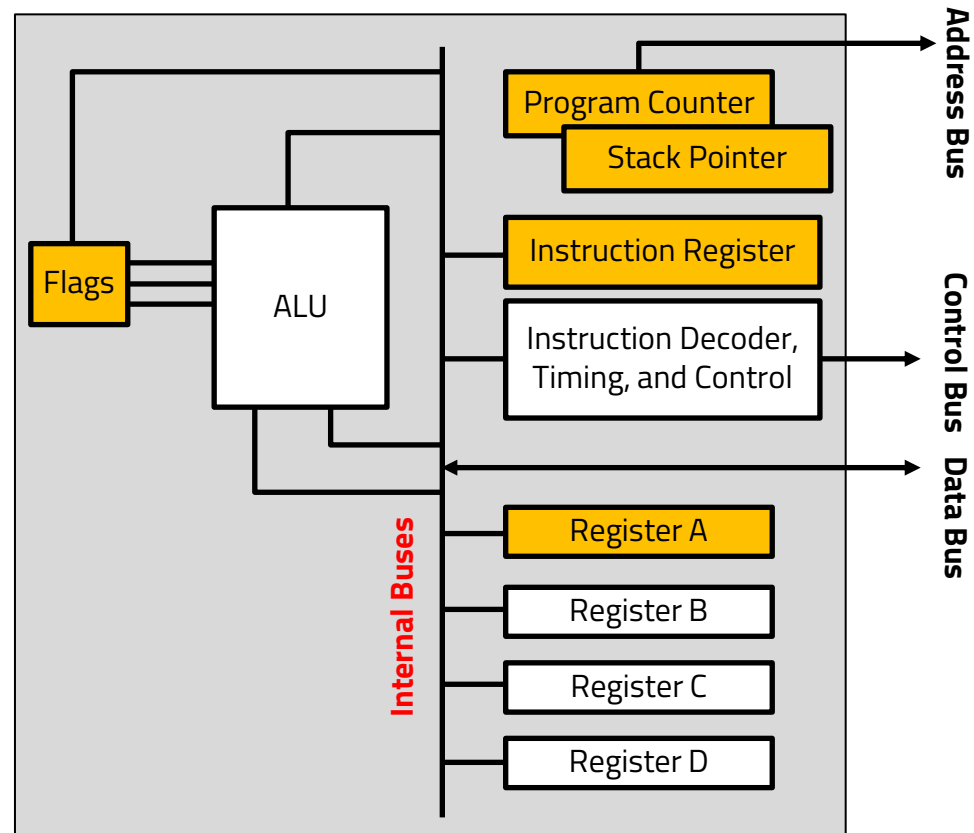 Program Counter
Stack Pointer
Address Bus
Flags
ALU
Instruction Register
Instruction Decoder,
Timing, and Control
Control Bus
Data Bus
Internal Buses
Register A
Register B
Register C
Register D